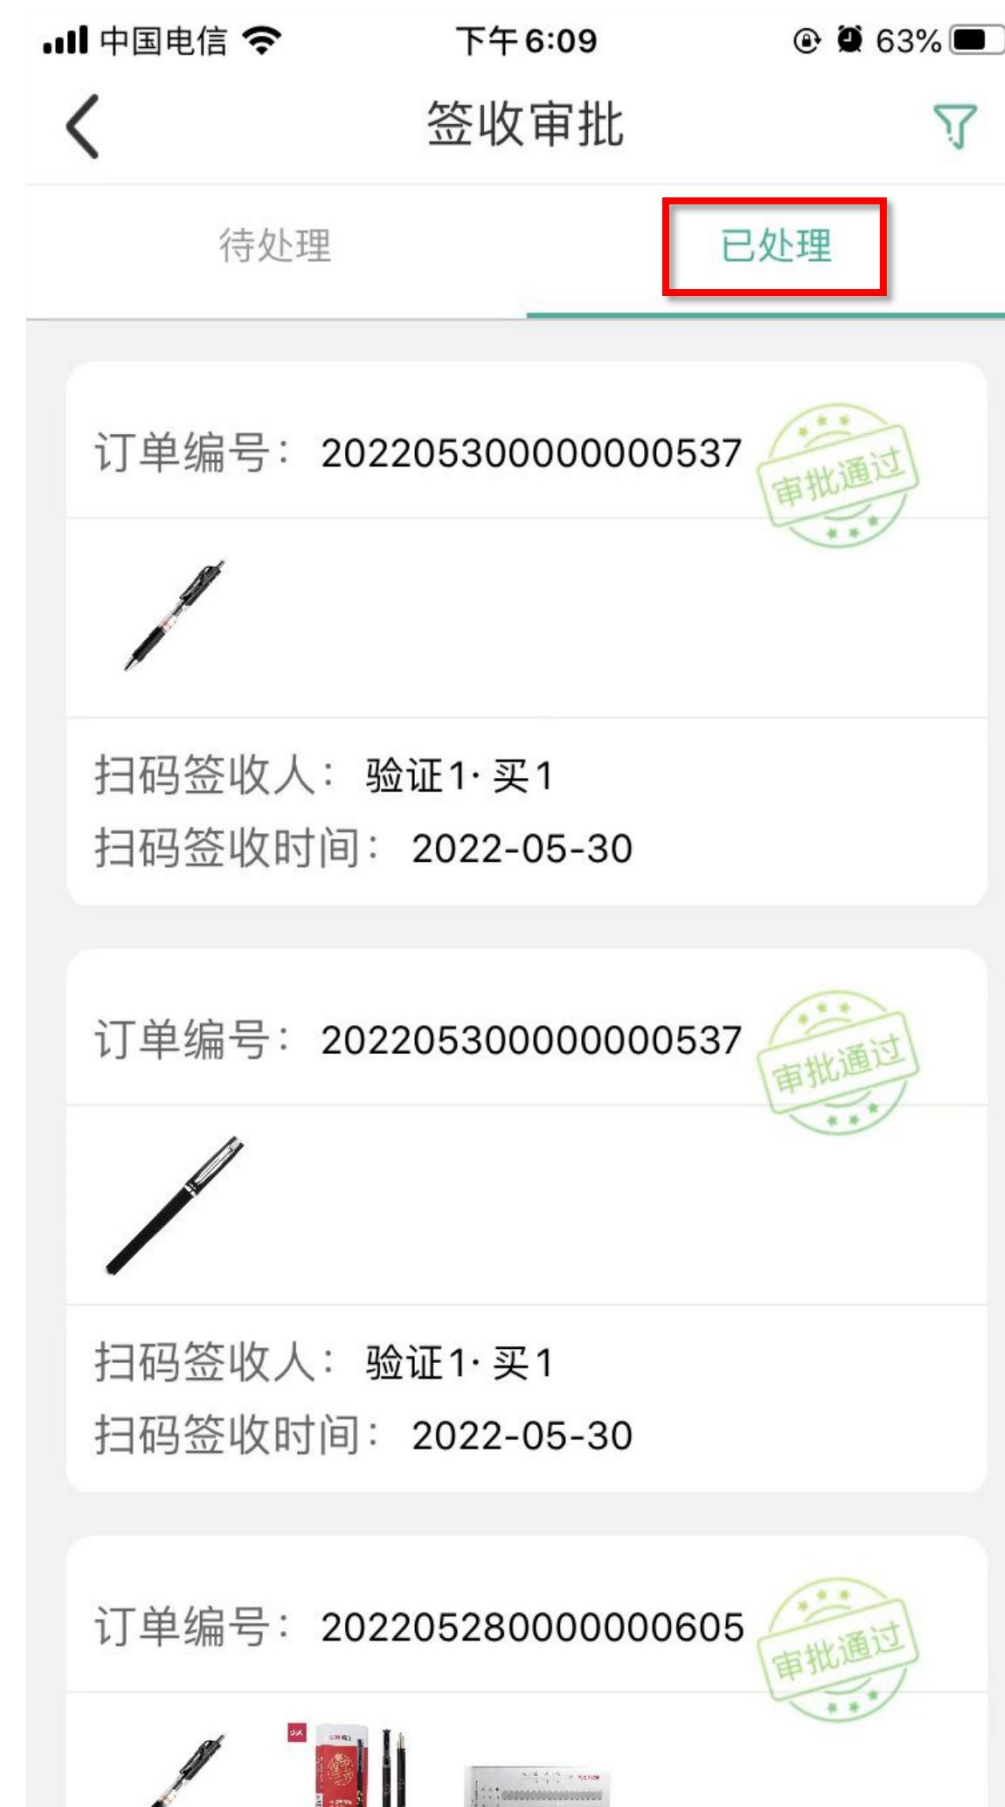 中国电信
下午6:09
63%
签收审批
待处理
已处理
订单编号： 202205300000000537
审批通过
扫码签收人： 验证1·买1
扫码签收时间： 2022-05-30
订单编号： 202205300000000537
审批通过
扫码签收人： 验证1·买1
扫码签收时间： 2022-05-30
订单编号： 202205280000000605
审批通过